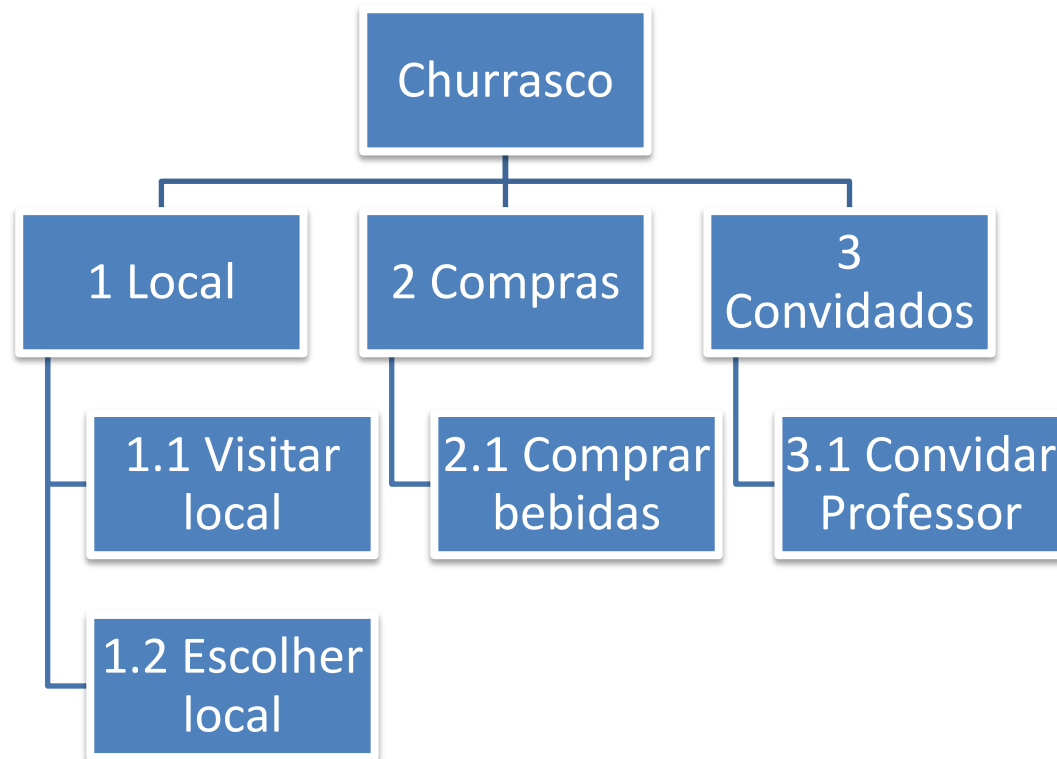 Churrasco
1 Local
2 Compras
3
Convidados
1.1 Visitar
local
2.1 Comprar
bebidas
3.1 Convidar
Professor
1.2 Escolher
local